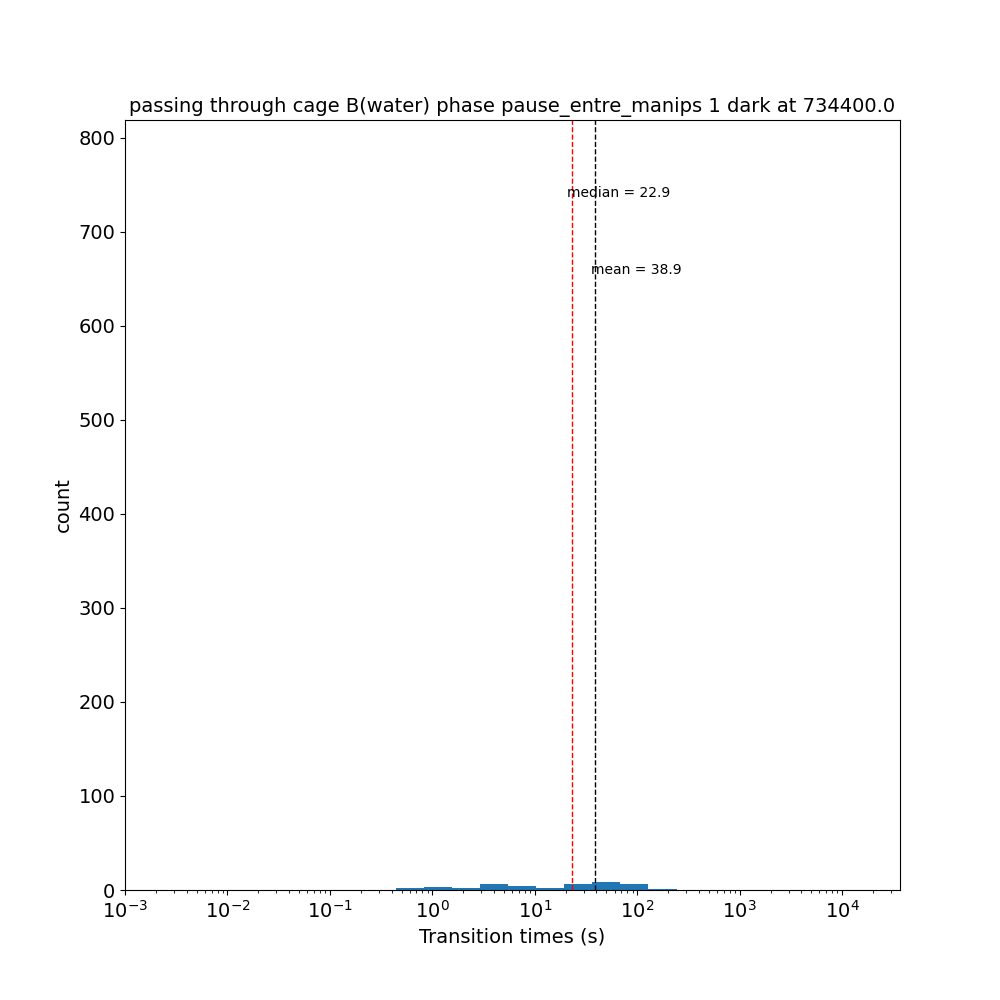 passing through cage B(water) phase pause_entre_manips 1 dark at 734400.0
800
median = 22.9
700
mean = 38.9
600
500
count
400
300
200
100
0
10⁻³ 10⁻² 10⁻¹ 10⁰ 10¹ 10² 10³ 10⁴
Transition times (s)